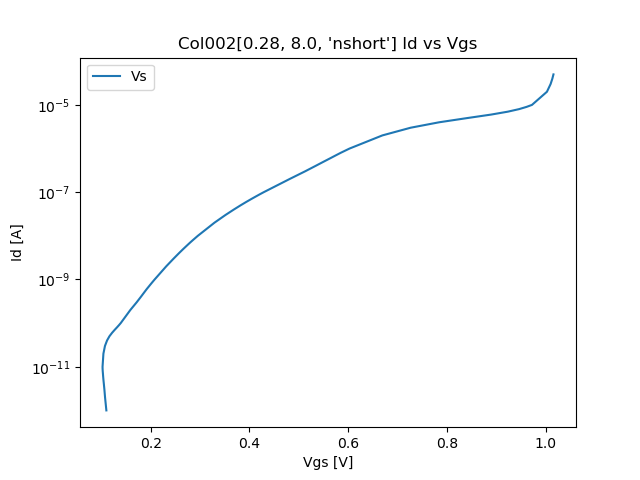 Col002[0.28, 8.0, 'nshort'] Id vs Vgs
Vs
10⁻⁵
10⁻⁷
10⁻⁹
10⁻¹¹
Id [A]
0.2 0.4 0.6 0.8 1.0
Vgs [V]